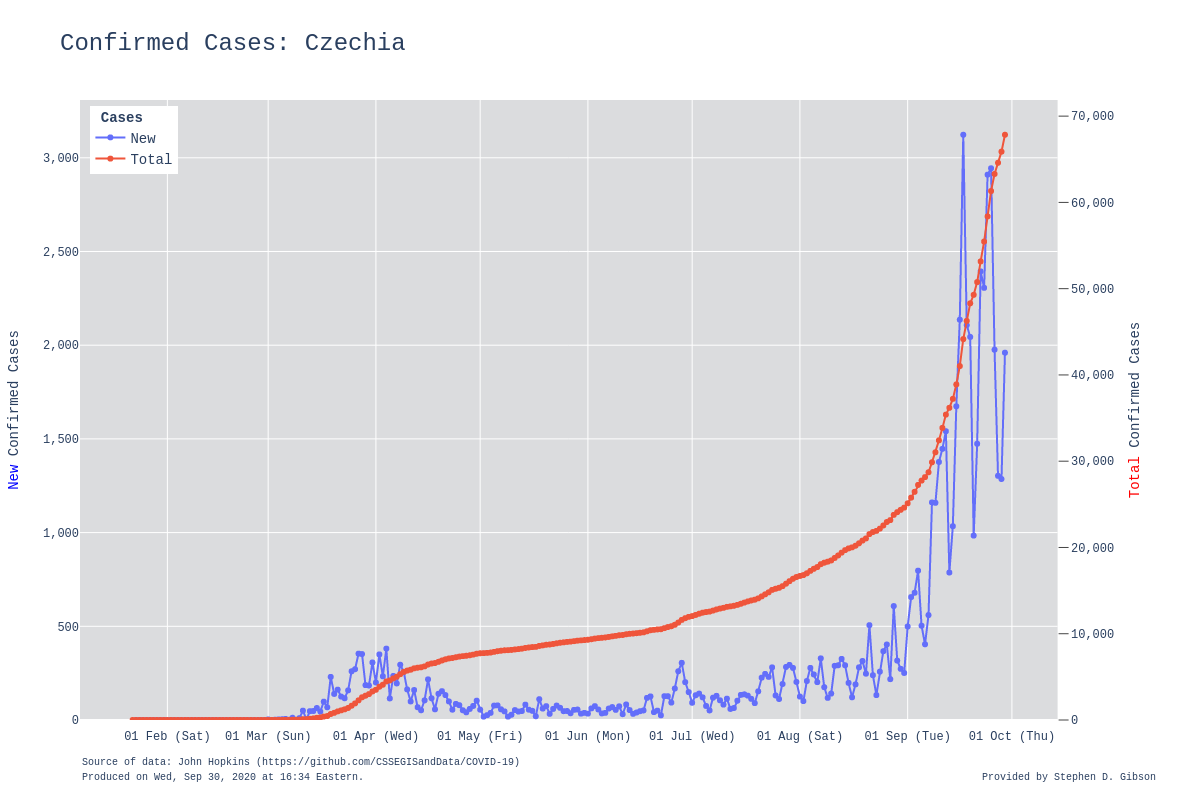 Confirmed Cases: Czechia
Cases
New
Total
3,000
2,500
2,000
1,500
1,000
500
0
70,000
60,000
50,000
40,000
30,000
20,000
10,000
0
New Confirmed Cases
Total Confirmed Cases
01 Feb (Sat)
01 Mar (Sun)
01 Apr (Wed)
01 May (Fri)
01 Jun (Mon)
01 Jul (Wed)
01 Aug (Sat)
01 Sep (Tue)
01 Oct (Thu)
Source of data: John Hopkins (https://github.com/CSSEGISandData/COVID-19)
Produced on Wed, Sep 30, 2020 at 16:34 Eastern.
Provided by Stephen D. Gibson